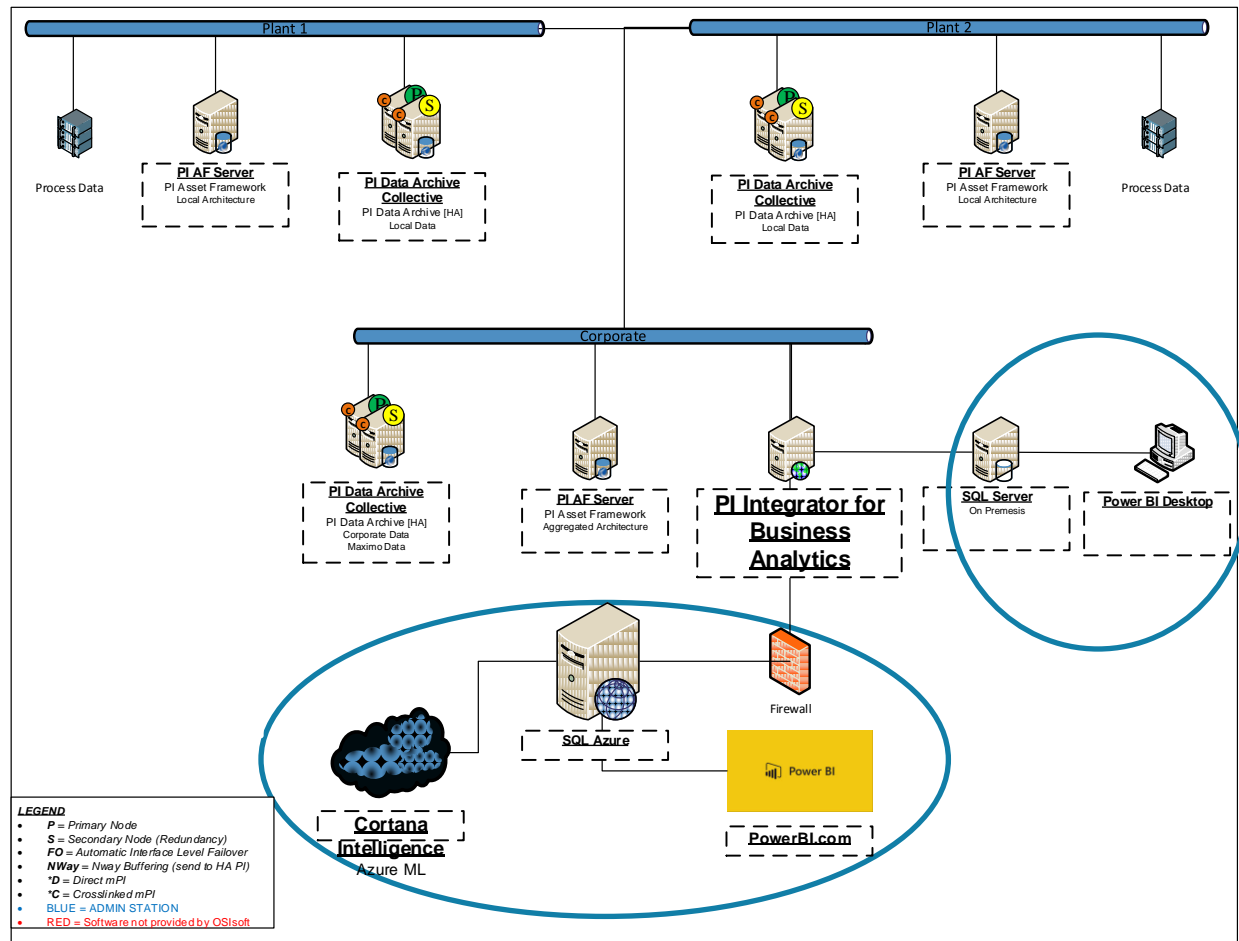 Plant 1
Plant 2
C
P
C
S
C
P
C
S
Process Data
PI AF Server
PI Asset Framework
Local Architecture
PI Data Archive
Collective
PI Data Archive [HA]
Local Data
PI Data Archive
Collective
PI Data Archive [HA]
Local Data
PI AF Server
PI Asset Framework
Local Architecture
Process Data
Corporate
C
P
C
S
PI Data Archive
Collective
PI Data Archive [HA]
Corporate Data
Maximo Data
PI AF Server
PI Asset Framework
Aggregated Architecture
PI Integrator for
Business
Analytics
SQL Server
On Premesis
Power BI Desktop
Firewall
SQL Azure
Power BI
PowerBI.com
Cortana
Intelligence
Azure ML
LEGEND
• P = Primary Node
• S = Secondary Node (Redundancy)
• FO = Automatic Interface Level Failover
• NWay = Nway Buffering (send to HA PI)
• *D = Direct mPI
• *C = Crosslinked mPI
• BLUE = ADMIN STATION
• RED = Software not provided by OSIsoft